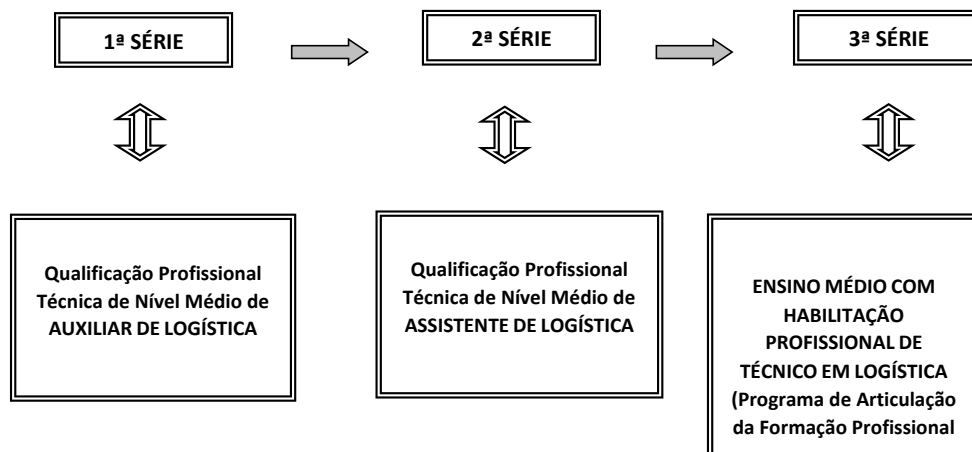 1ª SÉRIE
2ª SÉRIE
3ª SÉRIE
Qualificação Profissional
Técnica de Nível Médio de
AUXILIAR DE LOGÍSTICA
Qualificação Profissional
Técnica de Nível Médio de
ASSISTENTE DE LOGÍSTICA
ENSINO MÉDIO COM
HABILITAÇÃO
PROFISSIONAL DE
TÉCNICO EM LOGÍSTICA
(Programa de Articulação
da Formação Profissional